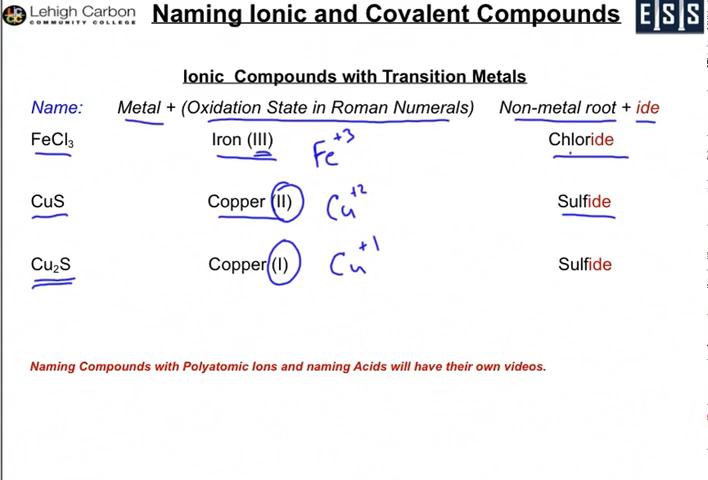 Lehigh Carbon
COMMUNITY COLLEGE
Naming Ionic and Covalent Compounds
ESS
Ionic Compounds with Transition Metals
Name: Metal + (Oxidation State in Roman Numerals) Non-metal root + ide
FeCl₃ Iron (III) Fe⁺³ Chloride
CuS Copper (II) Cu⁺² Sulfide
Cu₂S Copper (I) Cu⁺¹ Sulfide
Naming Compounds with Polyatomic Ions and naming Acids will have their own videos.